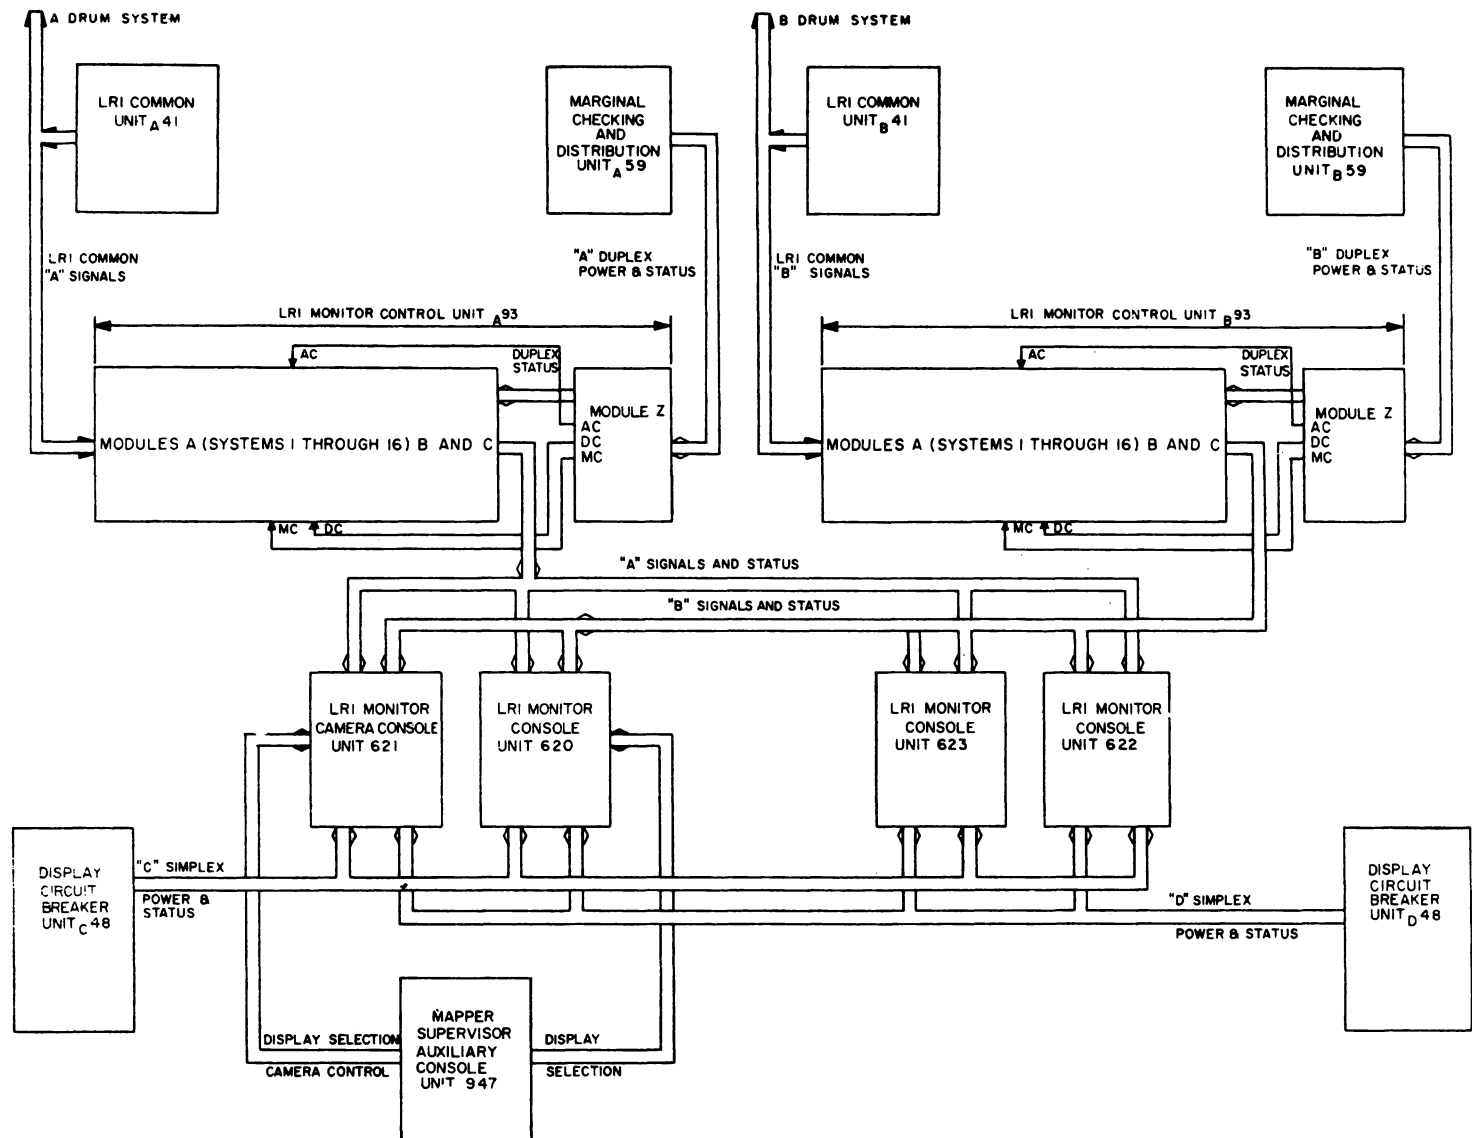 A DRUM SYSTEM
B DRUM SYSTEM
LRI COMMON
UNIT A 41
MARGINAL
CHECKING
AND
DISTRIBUTION
UNIT A 59
LRI COMMON
UNIT B 41
MARGINAL
CHECKING
AND
DISTRIBUTION
UNIT B 59
LRI COMMON
"A" SIGNALS
"A" DUPLEX
POWER & STATUS
LRI COMMON
"B" SIGNALS
"B" DUPLEX
POWER & STATUS
LRI MONITOR CONTROL UNIT A 93
LRI MONITOR CONTROL UNIT B 93
AC
DUPLEX
STATUS
AC
DUPLEX
STATUS
MODULES A (SYSTEMS I THROUGH 16) B AND C
MODULE Z
AC
DC
MC
MODULES A (SYSTEMS I THROUGH 16) B AND C
MODULE Z
AC
DC
MC
MC
DC
MC
DC
"A" SIGNALS AND STATUS
"B" SIGNALS AND STATUS
LRI MONITOR
CAMERA CONSOLE
UNIT 621
LRI MONITOR
CONSOLE
UNIT 620
LRI MONITOR
CONSOLE
UNIT 623
LRI MONITOR
CONSOLE
UNIT 622
DISPLAY
CIRCUIT
BREAKER
UNIT C 48
"C" SIMPLEX
POWER &
STATUS
"D" SIMPLEX
POWER & STATUS
DISPLAY
CIRCUIT
BREAKER
UNIT D 48
MAPPER
SUPERVISOR
AUXILIARY
CONSOLE
UNIT 947
DISPLAY SELECTION
CAMERA CONTROL
DISPLAY
SELECTION